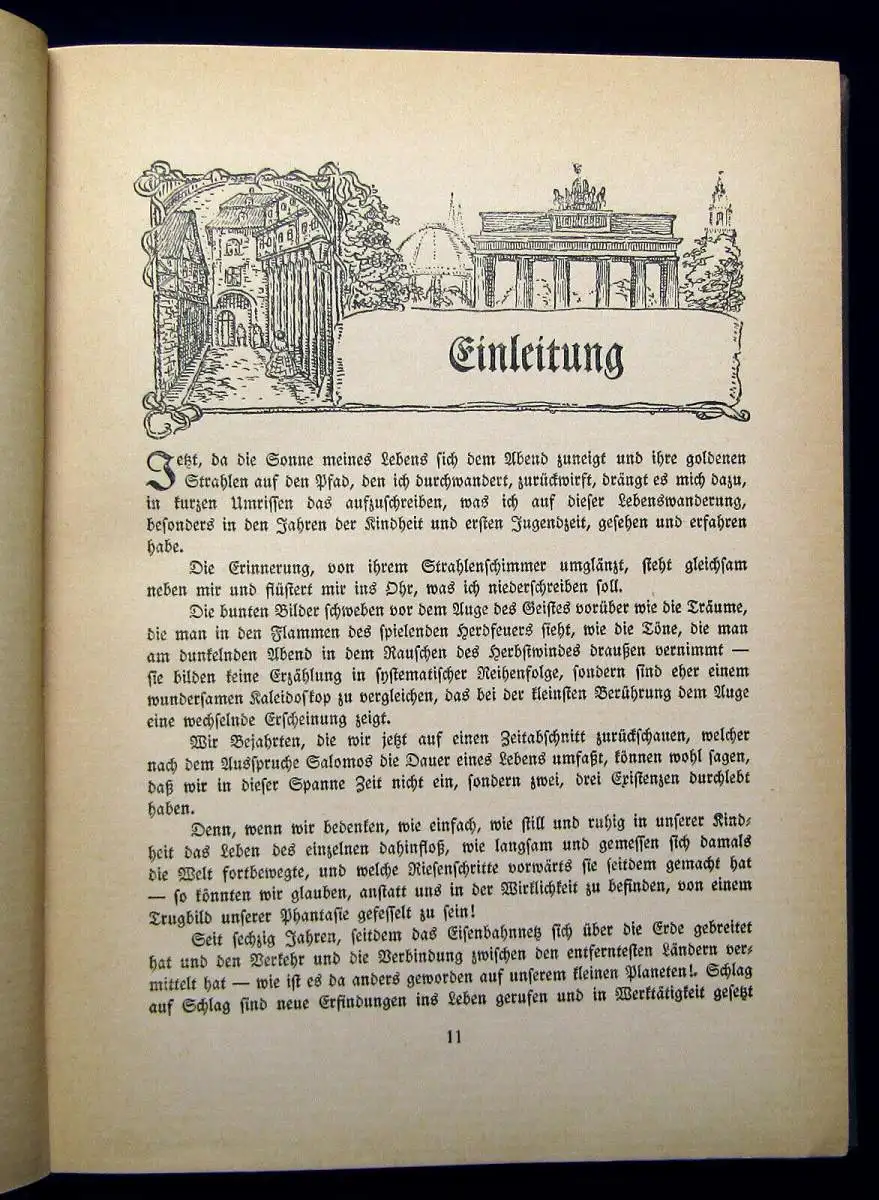 Einleitung
Jetzt, da die Sonne meines Lebens sich dem Abend zuneigt und ihre goldenen
Strahlen auf den Pfad, den ich durchwandert, zurückwirft, drängt es mich dazu,
in kurzen Umrissen das aufzuschreiben, was ich auf dieser Lebenswanderung,
besonders in den Jahren der Kindheit und ersten Jugendzeit, gesehen und erfahren
habe.
Die Erinnerung, von ihrem Strahlenschimmer umglänzt, steht gleichsam
neben mir und flüstert mir ins Ohr, was ich niederschreiben soll.
Die bunten Bilder schweben vor dem Auge des Geistes vorüber wie die Träume,
die man in den Flammen des spielenden Herdfeuers sieht, wie die Töne, die man
am dunkelnden Abend in dem Rauschen des Herbstwindes draußen vernimmt —
sie bilden keine Erzählung in systematischer Reihenfolge, sondern sind eher einem
wundersamen Kaleidoskop zu vergleichen, das bei der kleinsten Berührung dem Auge
eine wechselnde Erscheinung zeigt.
Wir Bejahrten, die wir jetzt auf einen Zeitabschnitt zurückschauen, welcher
nach dem Ausspruche Salomos die Dauer eines Lebens umfaßt, können wohl sagen,
daß wir in dieser Spanne Zeit nicht ein, sondern zwei, drei Existenzen durchlebt
haben.
Denn, wenn wir bedenken, wie einfach, wie still und ruhig in unserer Kind-
heit das Leben des einzelnen dahinfloß, wie langsam und gemessen sich damals
die Welt fortbewegte, und welche Riesenschritte vorwärts sie seitdem gemacht hat
— so könnten wir glauben, anstatt uns in der Wirklichkeit zu befinden, von einem
Trugbild unserer Phantasie gefesselt zu sein!
Seit sechzig Jahren, seitdem das Eisenbahnnetz sich über die Erde gebreitet
hat und den Verkehr und die Verbindung zwischen den entferntesten Ländern ver-
mittelt hat — wie ist es da anders geworden auf unserem kleinen Planeten!. Schlag
auf Schlag sind neue Erfindungen ins Leben gerufen und in Werktätigkeit gesetzt
11